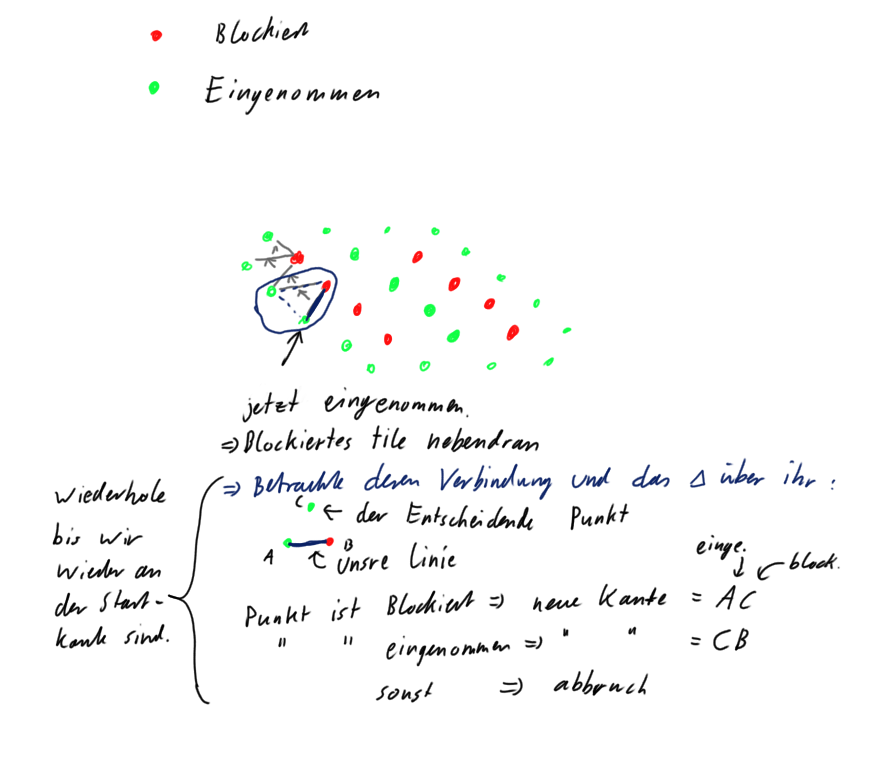 Blockiert
Eingenommen
jetzt eingenommen.
⇒ Blockiertes tile nebendran
⇒ Betrachte deren Verbindung und das Δ über ihr:
C ← der Entscheidende Punkt
A B Unsre linie
einge. block.
Punkt ist Blockiert ⇒ neue Kante = AC
" " eingenommen ⇒ " " = CB
sonst ⇒ abbruch
Wiederhole
bis wir
wieder an
der Start-
kante sind.